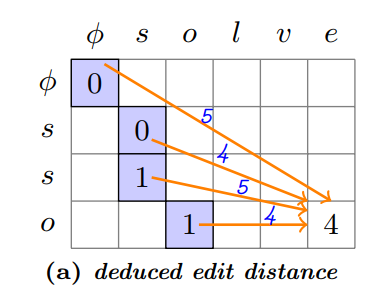 ϕ s o l v e
ϕ 0
5
s 0
4
s 1
5
o 1 4 4
(a) deduced edit distance